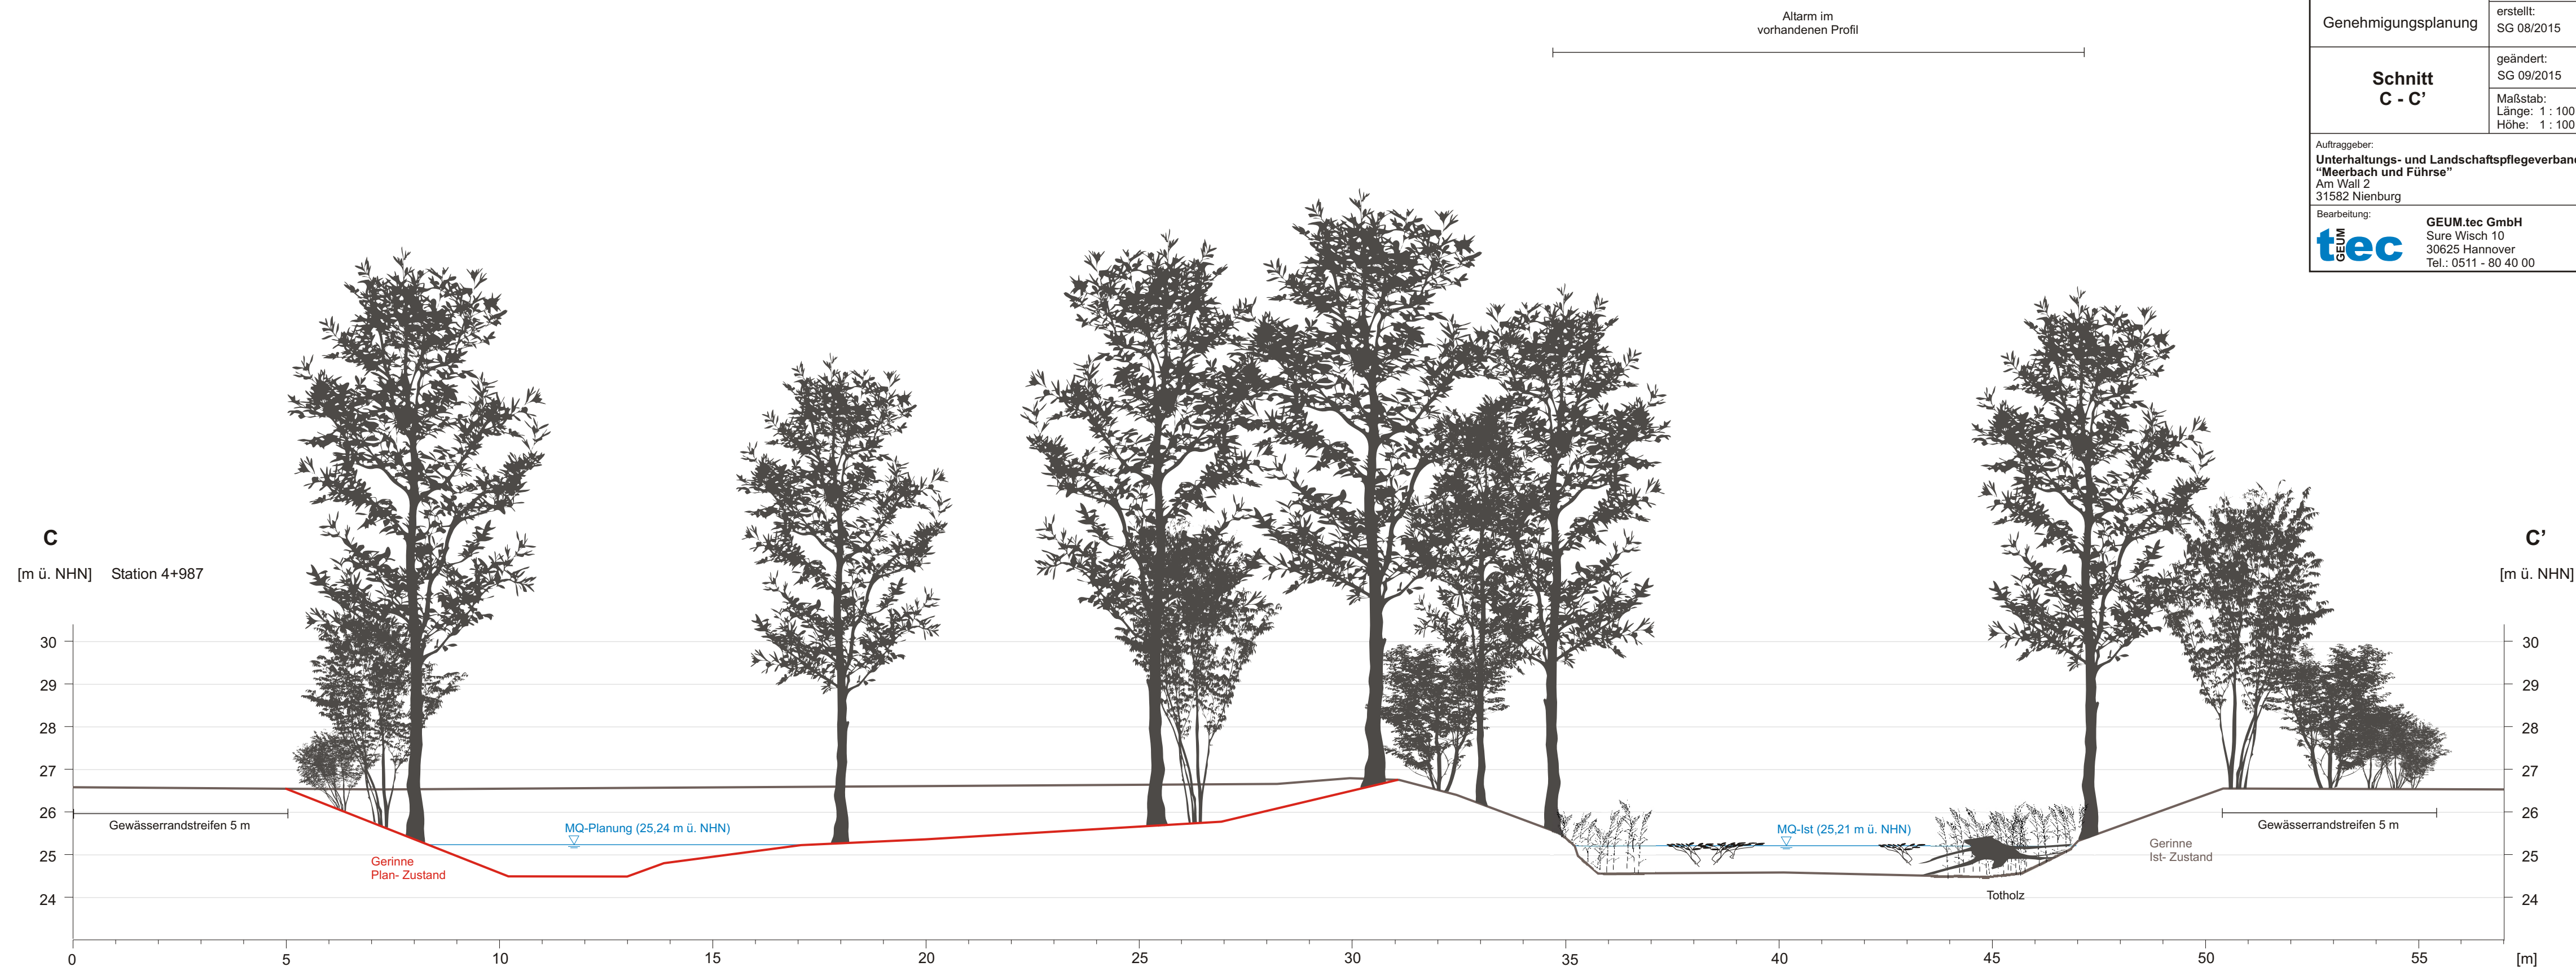 Altarm im
vorhandenen Profil
Genehmigungsplanung
erstellt:
SG 08/2015
Schnitt
C - C’
geändert:
SG 09/2015
Maßstab:
Länge: 1 : 100
Höhe: 1 : 100
Auftraggeber:
Unterhaltungs- und Landschaftspflegeverband
“Meerbach und Führse”
Am Wall 2
31582 Nienburg
Bearbeitung:
GEUM
tec
GEUM.tec GmbH
Sure Wisch 10
30625 Hannover
Tel.: 0511 - 80 40 00
C
[m ü. NHN] Station 4+987
C’
[m ü. NHN]
30
29
28
27
26
25
24
Gewässerrandstreifen 5 m
Gerinne
Plan- Zustand
MQ-Planung (25,24 m ü. NHN)
MQ-Ist (25,21 m ü. NHN)
Totholz
Gerinne
Ist- Zustand
Gewässerrandstreifen 5 m
30
29
28
27
26
25
24
0 5 10 15 20 25 30 35 40 45 50 55 [m]